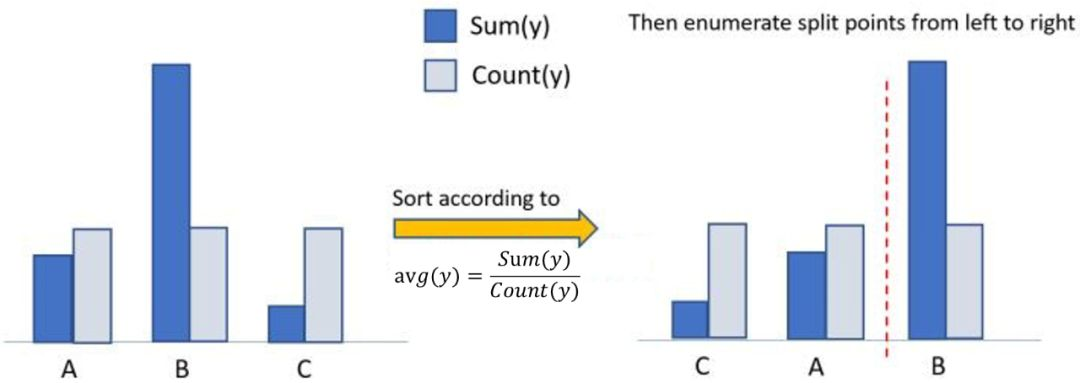 Sum(y)
Count(y)
Then enumerate split points from left to right
Sort according to
avg(y) = Sum(y) / Count(y)
A B C
C A B